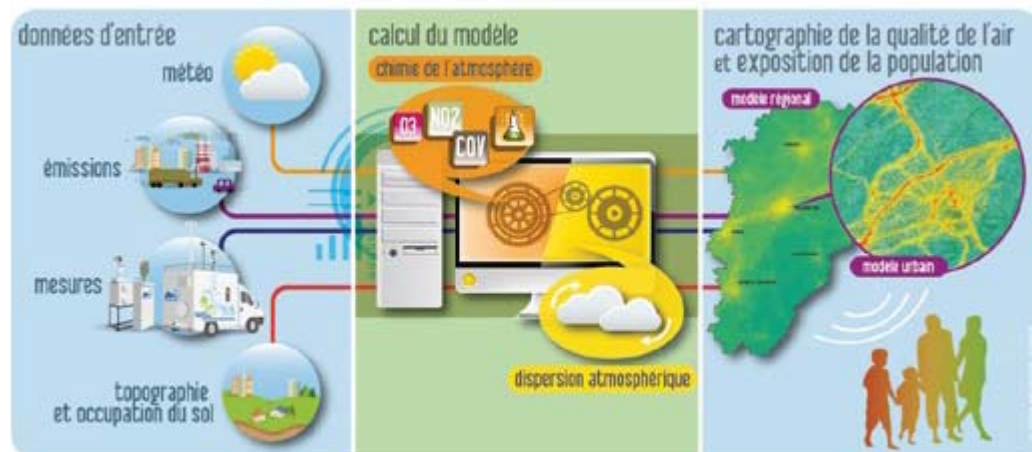 données d'entrée
météo
émissions
mesures
topographie
et occupation du sol
calcul du modèle
chimie de l'atmosphère
O3
NO2
COV
dispersion atmosphérique
cartographie de la qualité de l'air
et exposition de la population
modèle régional
modèle urbain